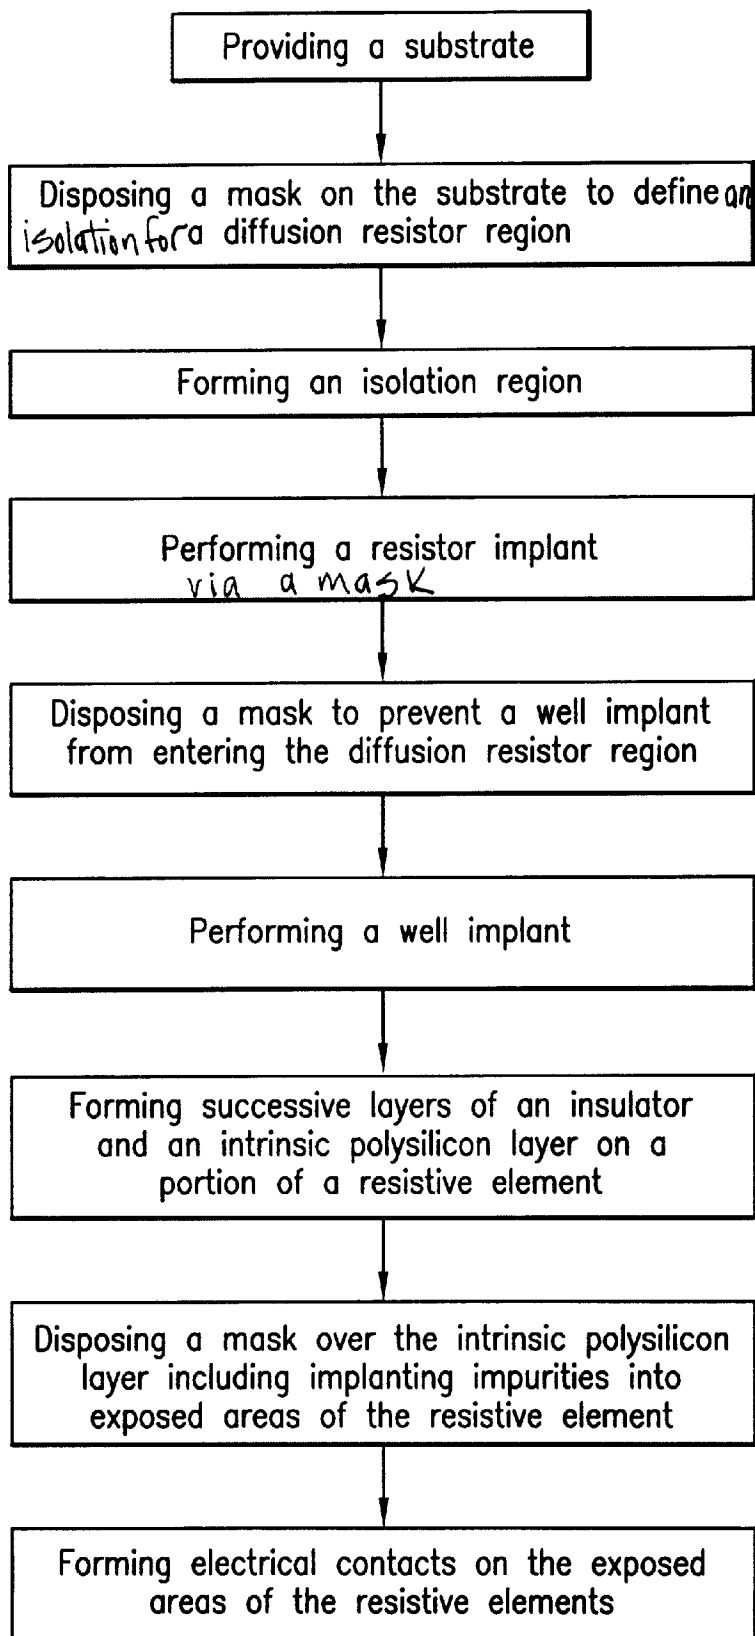 Providing a substrate
Disposing a mask on the substrate to define an
isolation for a diffusion resistor region
Forming an isolation region
Performing a resistor implant
via a mask
Disposing a mask to prevent a well implant
from entering the diffusion resistor region
Performing a well implant
Forming successive layers of an insulator
and an intrinsic polysilicon layer on a
portion of a resistive element
Disposing a mask over the intrinsic polysilicon
layer including implanting impurities into
exposed areas of the resistive element
Forming electrical contacts on the exposed
areas of the resistive elements